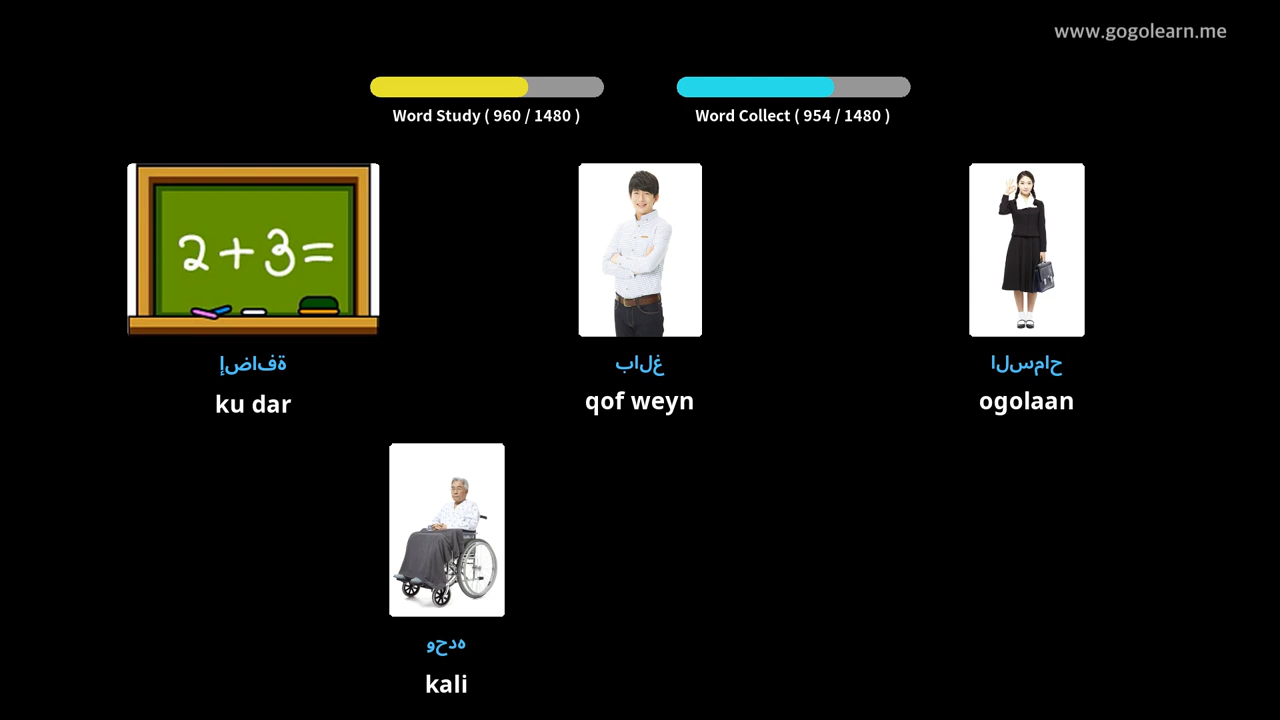 www.gogolearn.me
Word Study ( 960 / 1480 )
Word Collect ( 954 / 1480 )
2+3=
إضافة
ku dar
بالغ
qof weyn
السماح
ogolaan
وحده
kali